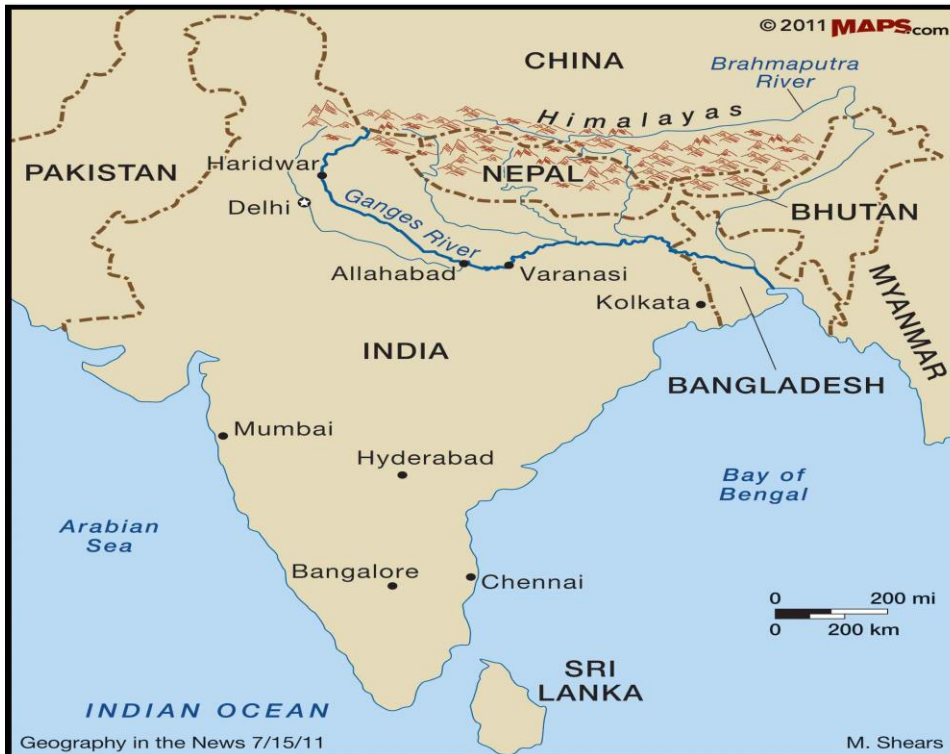 © 2011 MAPS.com
CHINA
Brahmaputra
River
Himalayas
PAKISTAN
Haridwar
NEPAL
Delhi
Ganges River
BHUTAN
Allahabad
Varanasi
Kolkata
MYANMAR
INDIA
BANGLADESH
Mumbai
Hyderabad
Bay of
Bengal
Arabian
Sea
Bangalore
Chennai
0 200 mi
0 200 km
SRI
LANKA
INDIAN OCEAN
Geography in the News 7/15/11
M. Shears